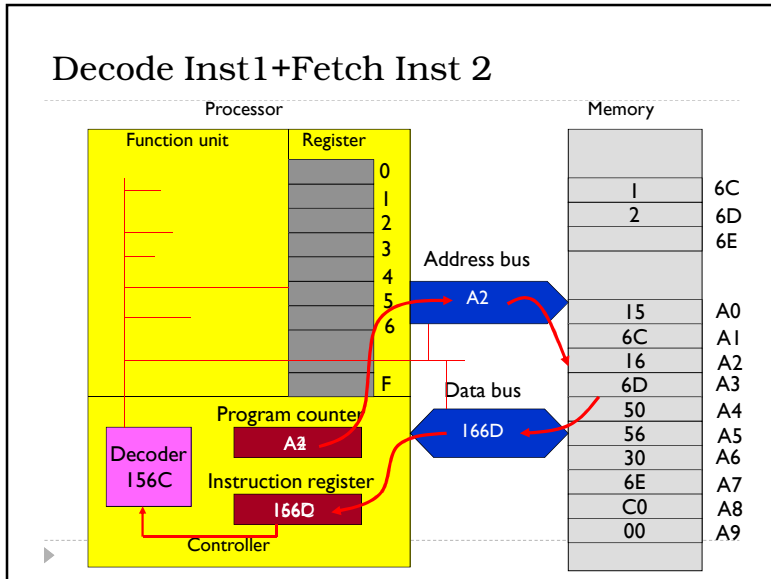 Decode Inst1+Fetch Inst 2
Processor
Memory
Function unit
Register
0
1
2
3
4
5
6
F
Address bus
A2
Data bus
166D
Program counter
Instruction register
Decoder
156C
Controller
1 6C
2 6D
6E
15 A0
6C A1
16 A2
6D A3
50 A4
56 A5
30 A6
6E A7
C0 A8
00 A9